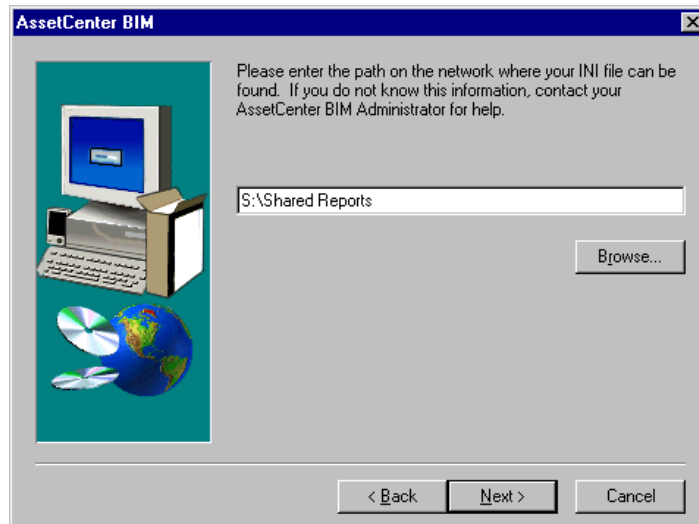 AssetCenter BIM
Please enter the path on the network where your INI file can be
found. If you do not know this information, contact your
AssetCenter BIM Administrator for help.
S:\Shared Reports
Browse...
< Back
Next >
Cancel